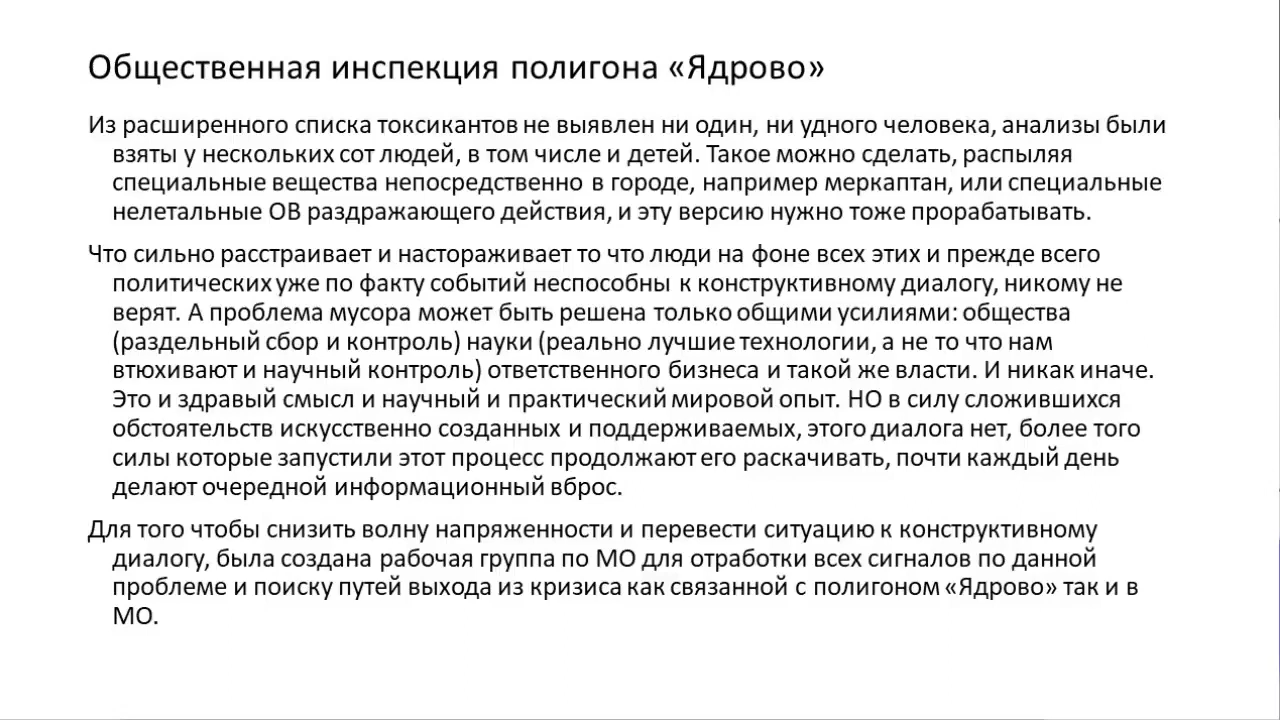 Общественная инспекция полигона «Ядрово»
Из расширенного списка токсикантов не выявлен ни один, ни удного человека, анализы были
взяты у нескольких сот людей, в том числе и детей. Такое можно сделать, распыляя
специальные вещества непосредственно в городе, например меркаптан, или специальные
нелетальные ОВ раздражающего действия, и эту версию нужно тоже прорабатывать.
Что сильно расстраивает и настораживает то что люди на фоне всех этих и прежде всего
политических уже по факту событий неспособны к конструктивному диалогу, никому не
верят. А проблема мусора может быть решена только общими усилиями: общества
(раздельный сбор и контроль) науки (реально лучшие технологии, а не то что нам
втюхивают и научный контроль) ответственного бизнеса и такой же власти. И никак иначе.
Это и здравый смысл и научный и практический мировой опыт. НО в силу сложившихся
обстоятельств искусственно созданных и поддерживаемых, этого диалога нет, более того
силы которые запустили этот процесс продолжают его раскачивать, почти каждый день
делают очередной информационный вброс.
Для того чтобы снизить волну напряженности и перевести ситуацию к конструктивному
диалогу, была создана рабочая группа по МО для отработки всех сигналов по данной
проблеме и поиску путей выхода из кризиса как связанной с полигоном «Ядрово» так и в
МО.